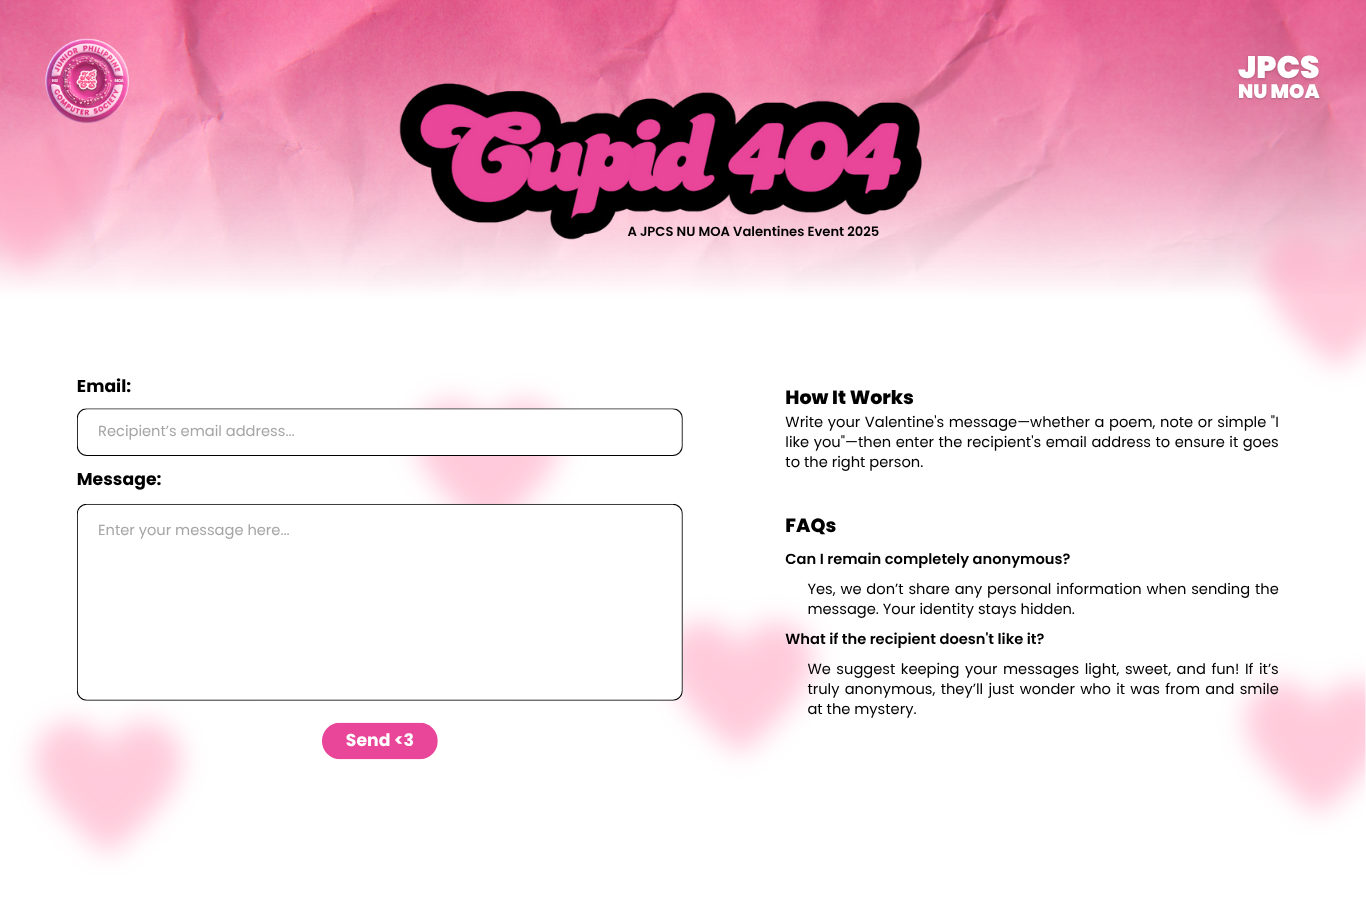 JUNIOR PHILIPPINE
NU
MOA
COMPUTER SOCIETY
JPCS
NU MOA
Cupid 404
A JPCS NU MOA Valentines Event 2025
Email:
Recipient’s email address...
Message:
Enter your message here...
Send <3
How It Works
Write your Valentine's message—whether a poem, note or simple "I
like you"—then enter the recipient's email address to ensure it goes
to the right person.
FAQs
Can I remain completely anonymous?
Yes, we don’t share any personal information when sending the
message. Your identity stays hidden.
What if the recipient doesn't like it?
We suggest keeping your messages light, sweet, and fun! If it’s
truly anonymous, they’ll just wonder who it was from and smile
at the mystery.